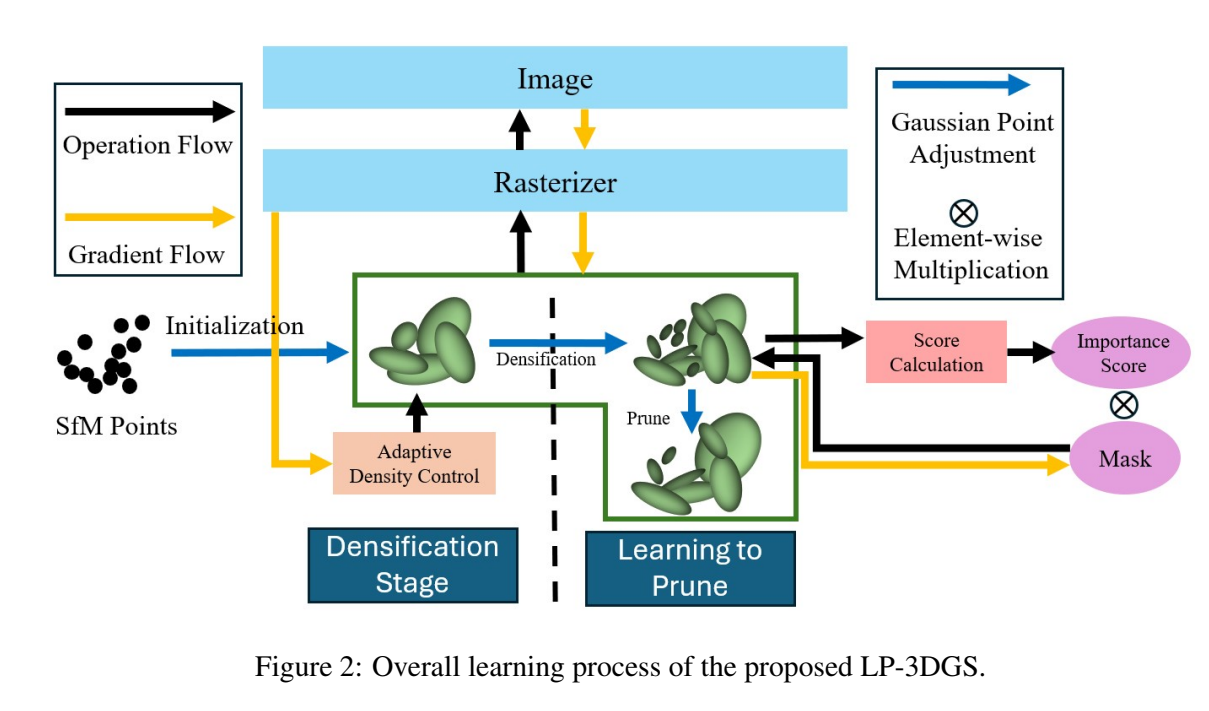 Image
Operation Flow
Gradient Flow
Rasterizer
Gaussian Point
Adjustment
Element-wise
Multiplication
Initialization
SfM Points
Densification
Prune
Adaptive
Density Control
Score
Calculation
Importance
Score
Mask
Densification
Stage
Learning to
Prune
Figure 2: Overall learning process of the proposed LP-3DGS.